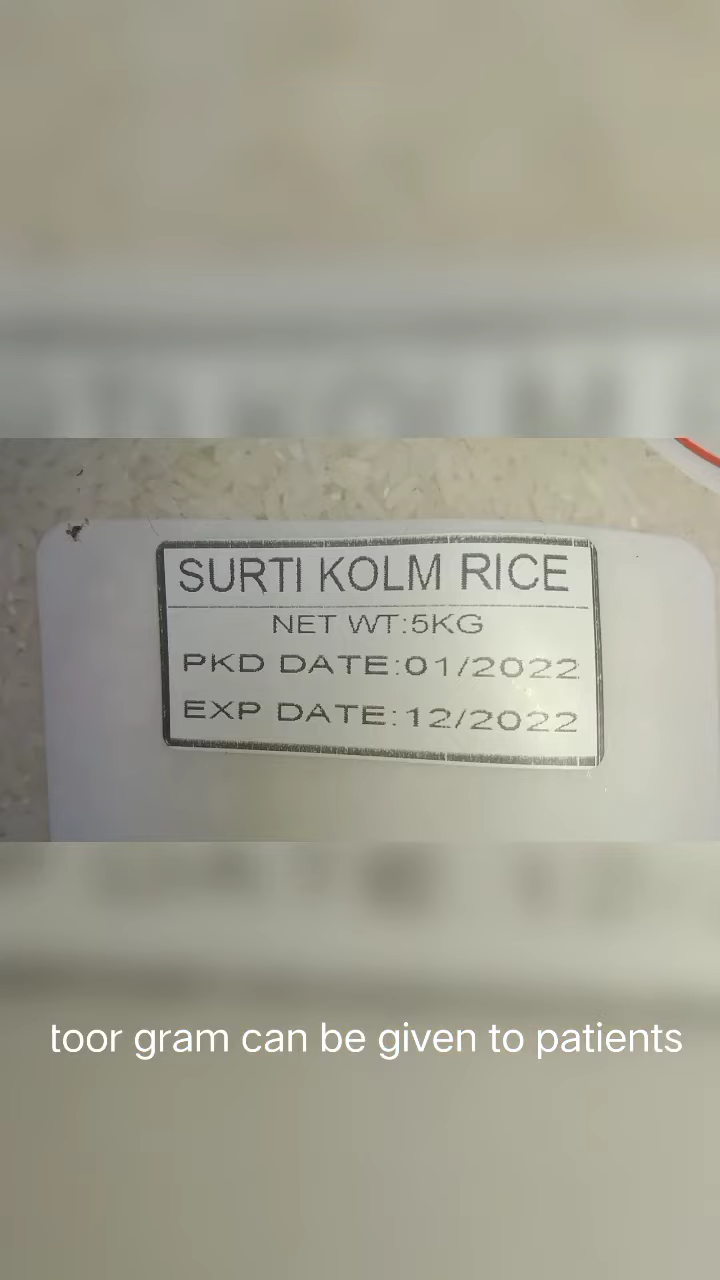 SURTI KOLM RICE
NET WT:5KG
PKD DATE:01/2022
EXP DATE:12/2022
toor gram can be given to patients